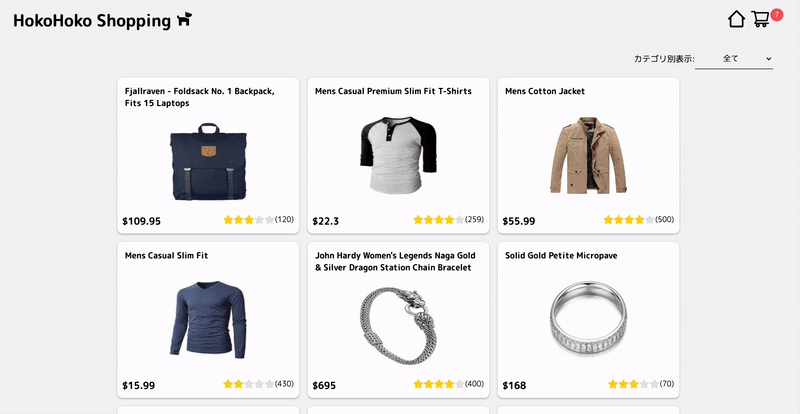 HokoHoko Shopping
7
カテゴリ別表示: 全て
Fjallraven - Foldsack No. 1 Backpack,
Fits 15 Laptops
$109.95 (120)
Mens Casual Premium Slim Fit T-Shirts
$22.3 (259)
Mens Cotton Jacket
$55.99 (500)
Mens Casual Slim Fit
$15.99 (430)
John Hardy Women's Legends Naga Gold
& Silver Dragon Station Chain Bracelet
$695 (400)
Solid Gold Petite Micropave
$168 (70)